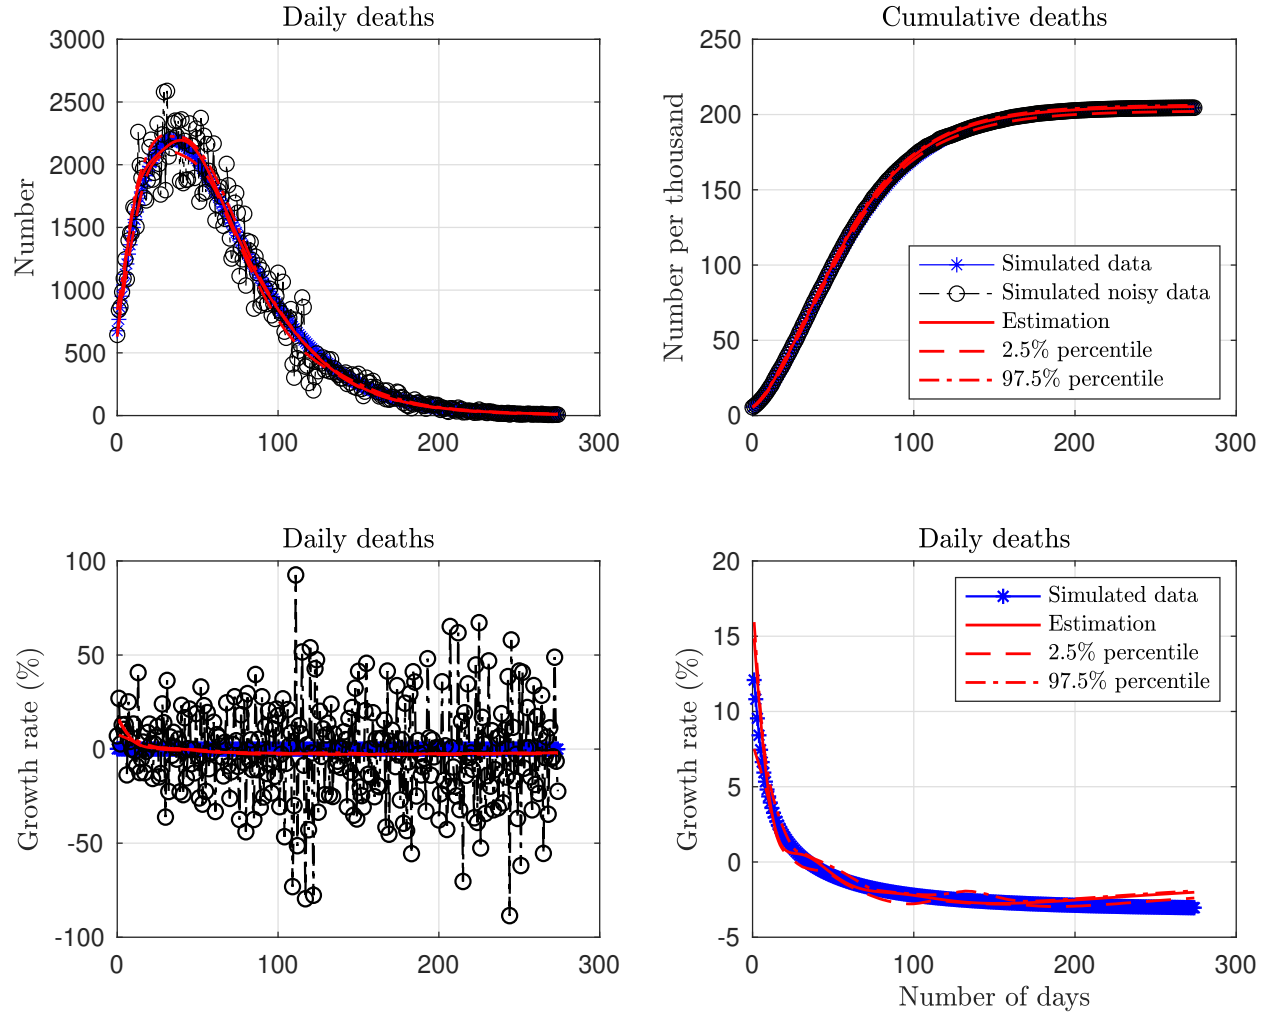 Daily deaths
Number
3000
2500
2000
1500
1000
500
0
0 100 200 300
Cumulative deaths
Number per thousand
250
200
150
100
50
0
0 100 200 300
Simulated data
Simulated noisy data
Estimation
2.5% percentile
97.5% percentile
Daily deaths
Growth rate (%)
100
50
0
-50
-100
0 100 200 300
Daily deaths
Growth rate (%)
20
15
10
5
0
-5
0 100 200 300
Number of days
Simulated data
Estimation
2.5% percentile
97.5% percentile